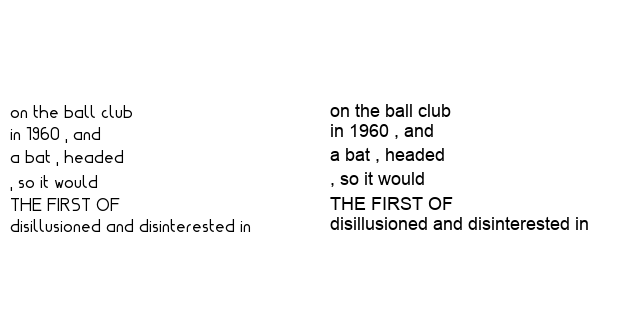 on the ball club
in 1960 , and
a bat , headed
, so it would
THE FIRST OF
disillusioned and disinterested in
on the ball club
in 1960 , and
a bat , headed
, so it would
THE FIRST OF
disillusioned and disinterested in